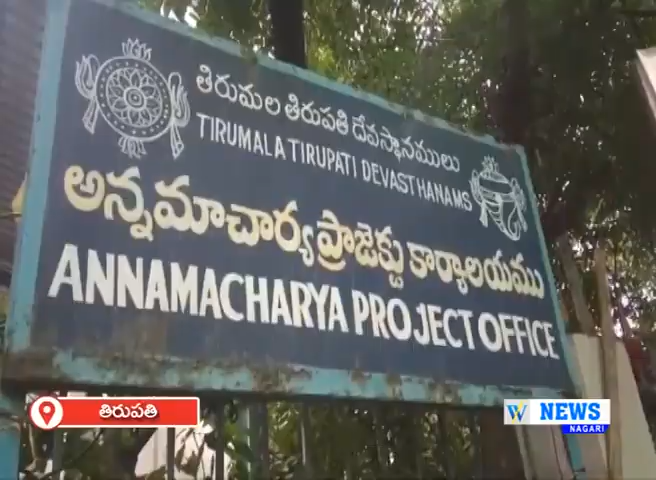 తిరుమల తిరుపతి దేవస్థానములు
TIRUMALA TIRUPATI DEVASTHANAMS
అన్నమాచార్య ప్రాజెక్టు కార్యాలయము
ANNAMACHARYA PROJECT OFFICE
తిరుపతి
W NEWS
NAGARI